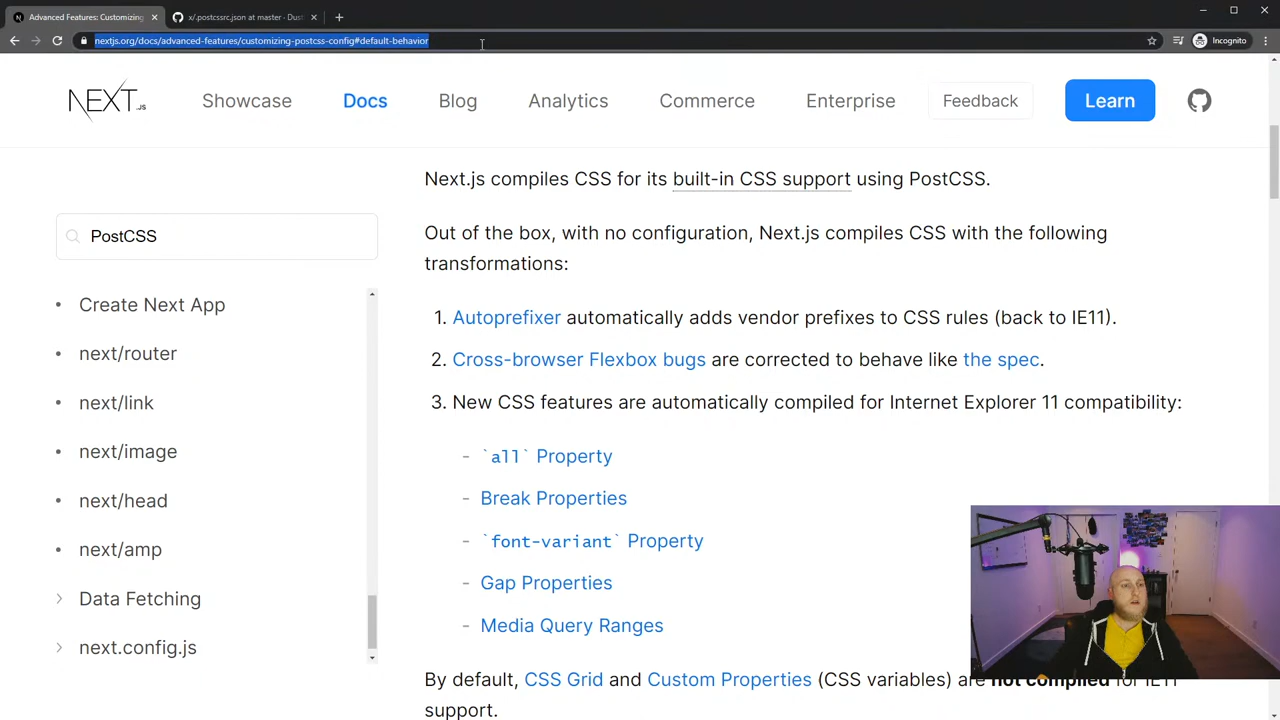 Advanced Features: Customizing
x/.postcssrc.json at master · Dust
nextjs.org/docs/advanced-features/customizing-postcss-config#default-behavior
Incognito
NEXT.JS
Showcase
Docs
Blog
Analytics
Commerce
Enterprise
Feedback
Learn
PostCSS
Create Next App
next/router
next/link
next/image
next/head
next/amp
Data Fetching
next.config.js
Next.js compiles CSS for its built-in CSS support using PostCSS.
Out of the box, with no configuration, Next.js compiles CSS with the following
transformations:
1. Autoprefixer automatically adds vendor prefixes to CSS rules (back to IE11).
2. Cross-browser Flexbox bugs are corrected to behave like the spec.
3. New CSS features are automatically compiled for Internet Explorer 11 compatibility:
- `all` Property
- Break Properties
- `font-variant` Property
- Gap Properties
- Media Query Ranges
By default, CSS Grid and Custom Properties (CSS variables) are not compiled for IE11
support.